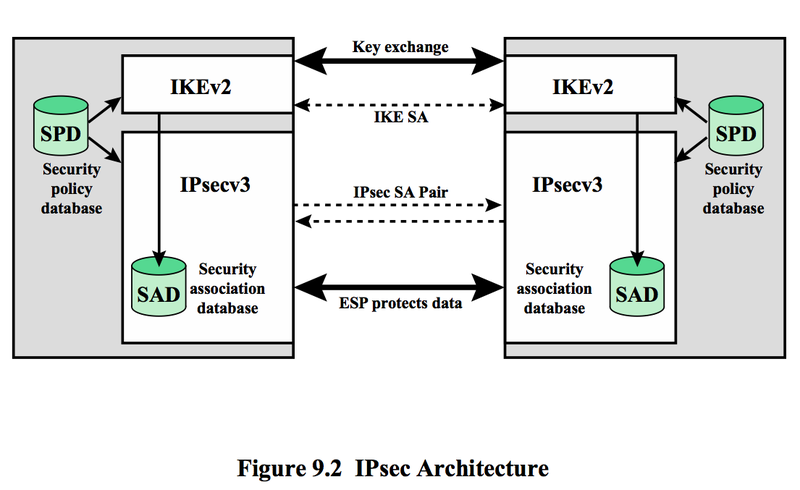 Key exchange
IKEv2
IKEv2
IKE SA
SPD
SPD
Security
policy
database
Security
policy
database
IPsecv3
IPsecv3
IPsec SA Pair
SAD
Security
association
database
Security
association
database
SAD
ESP protects data
Figure 9.2 IPsec Architecture